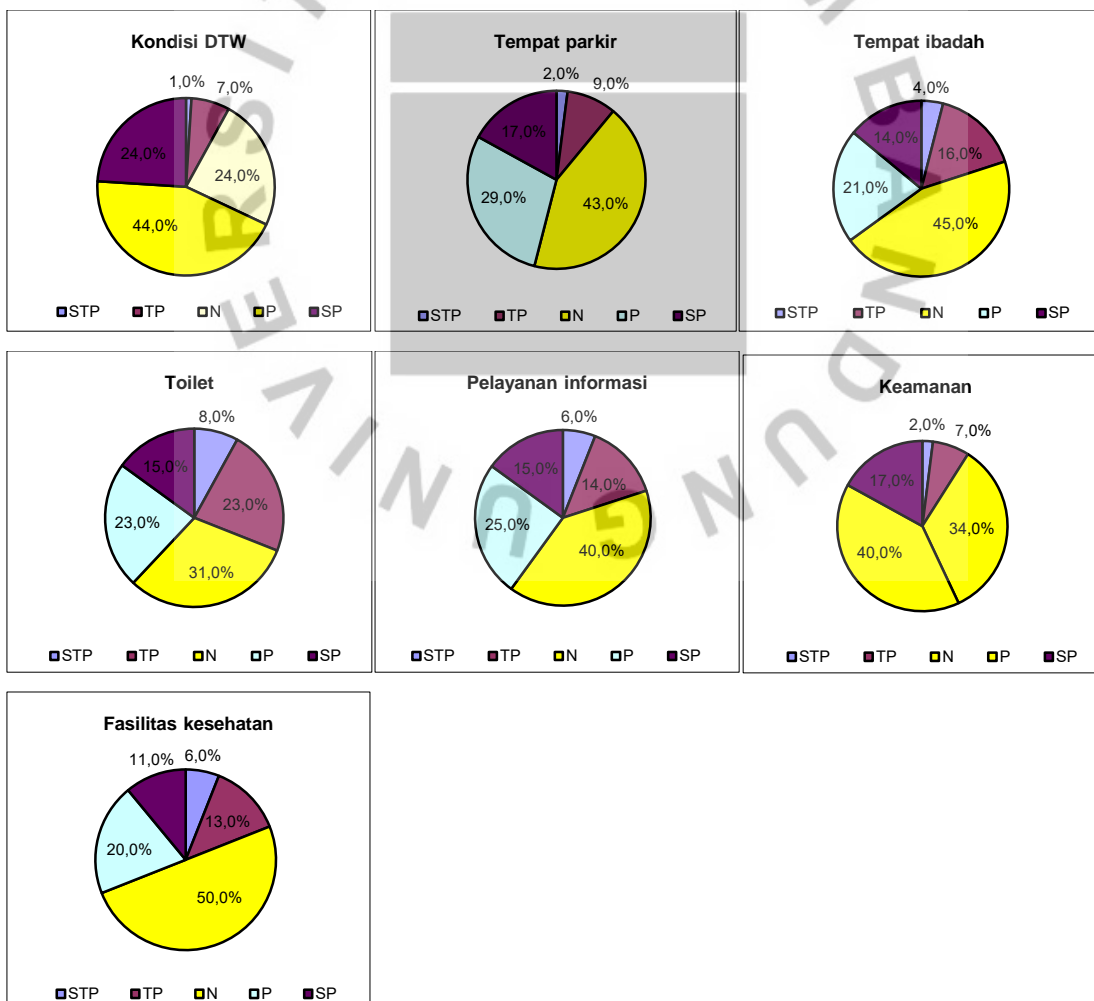 Kondisi DTW
1,0%
7,0%
24,0%
24,0%
44,0%
STP TP N P SP
Tempat parkir
2,0%
9,0%
17,0%
29,0%
43,0%
STP TP N P SP
Tempat ibadah
4,0%
14,0%
16,0%
21,0%
45,0%
STP TP N P SP
Toilet
8,0%
15,0%
23,0%
23,0%
31,0%
STP TP N P SP
Pelayanan informasi
6,0%
15,0%
14,0%
25,0%
40,0%
STP TP N P SP
Keamanan
2,0%
7,0%
17,0%
34,0%
40,0%
STP TP N P SP
Fasilitas kesehatan
11,0%
6,0%
13,0%
20,0%
50,0%
STP TP N P SP